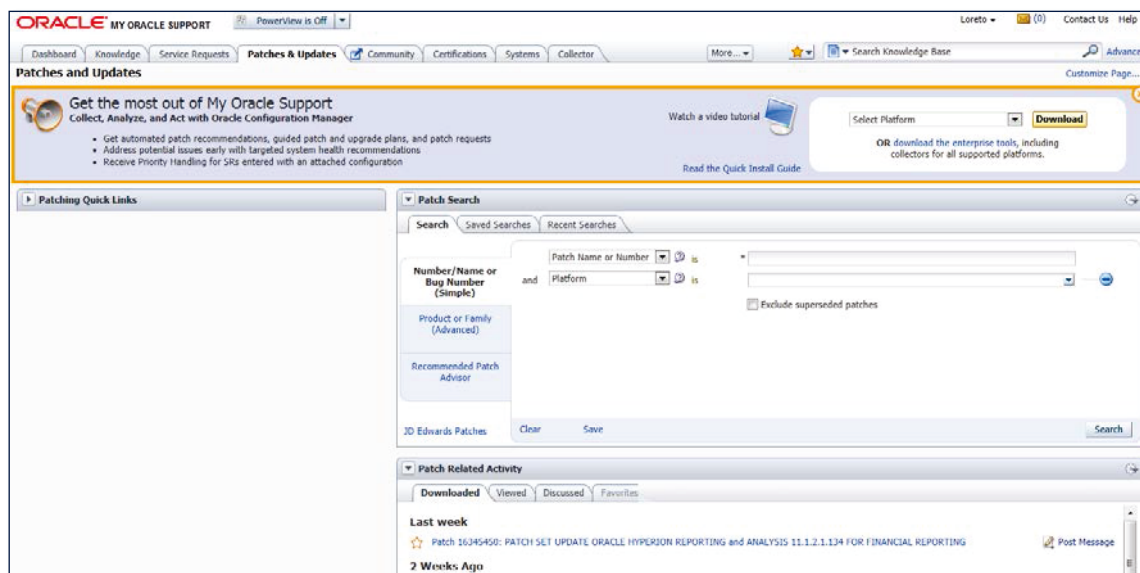 ORACLE MY ORACLE SUPPORT PowerView is Off Loreto (0) Contact Us Help
Dashboard Knowledge Service Requests Patches & Updates Community Certifications Systems Collector More... Search Knowledge Base Advance
Patches and Updates Customize Page...
Get the most out of My Oracle Support
Collect, Analyze, and Act with Oracle Configuration Manager
• Get automated patch recommendations, guided patch and upgrade plans, and patch requests
• Address potential issues early with targeted system health recommendations
• Receive Priority Handling for SRs entered with an attached configuration
Watch a video tutorial
Read the Quick Install Guide
Select Platform Download
OR download the enterprise tools, including
collectors for all supported platforms.
Patching Quick Links
Patch Search
Search Saved Searches Recent Searches
Number/Name or
Bug Number
(Simple)
Product or Family
(Advanced)
Recommended Patch
Advisor
JD Edwards Patches
Patch Name or Number is *
and Platform is
Exclude superseded patches
Clear Save Search
Patch Related Activity
Downloaded Viewed Discussed Favorites
Last week
Patch 16345450: PATCH SET UPDATE ORACLE HYPERION REPORTING and ANALYSIS 11.1.2.1.134 FOR FINANCIAL REPORTING Post Message
2 Weeks Ago